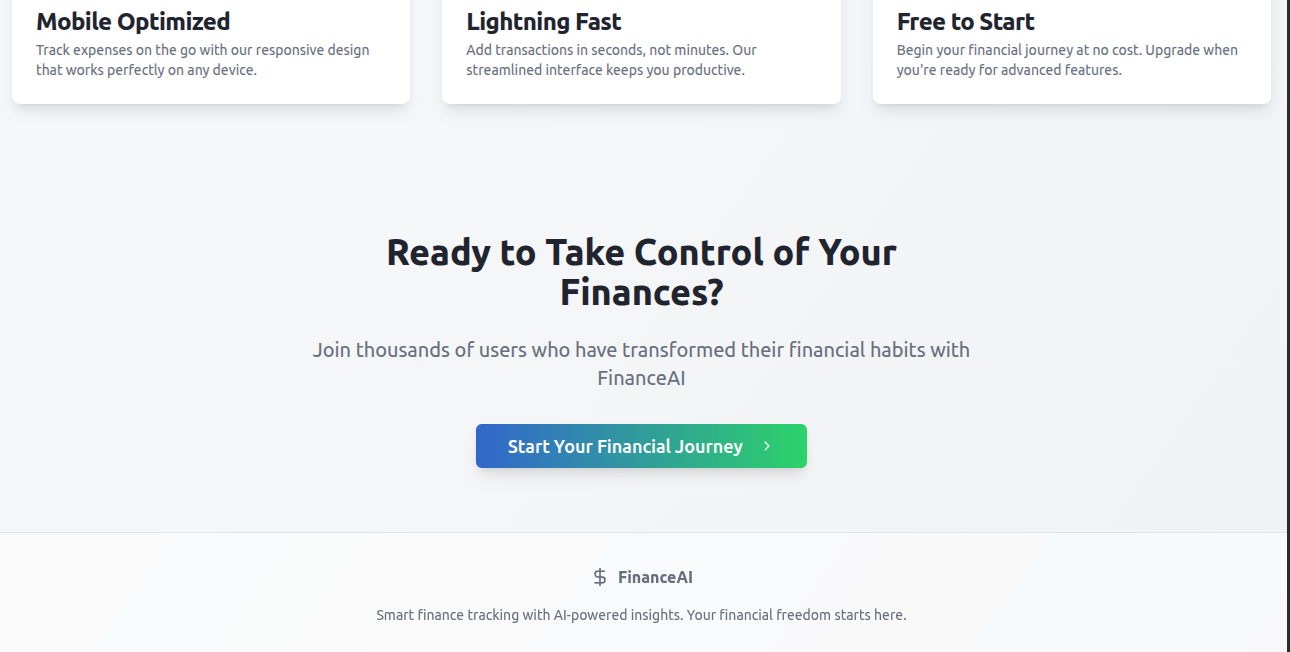 Mobile Optimized
Track expenses on the go with our responsive design
that works perfectly on any device.
Lightning Fast
Add transactions in seconds, not minutes. Our
streamlined interface keeps you productive.
Free to Start
Begin your financial journey at no cost. Upgrade when
you're ready for advanced features.
Ready to Take Control of Your
Finances?
Join thousands of users who have transformed their financial habits with
FinanceAI
Start Your Financial Journey
FinanceAI
Smart finance tracking with AI-powered insights. Your financial freedom starts here.